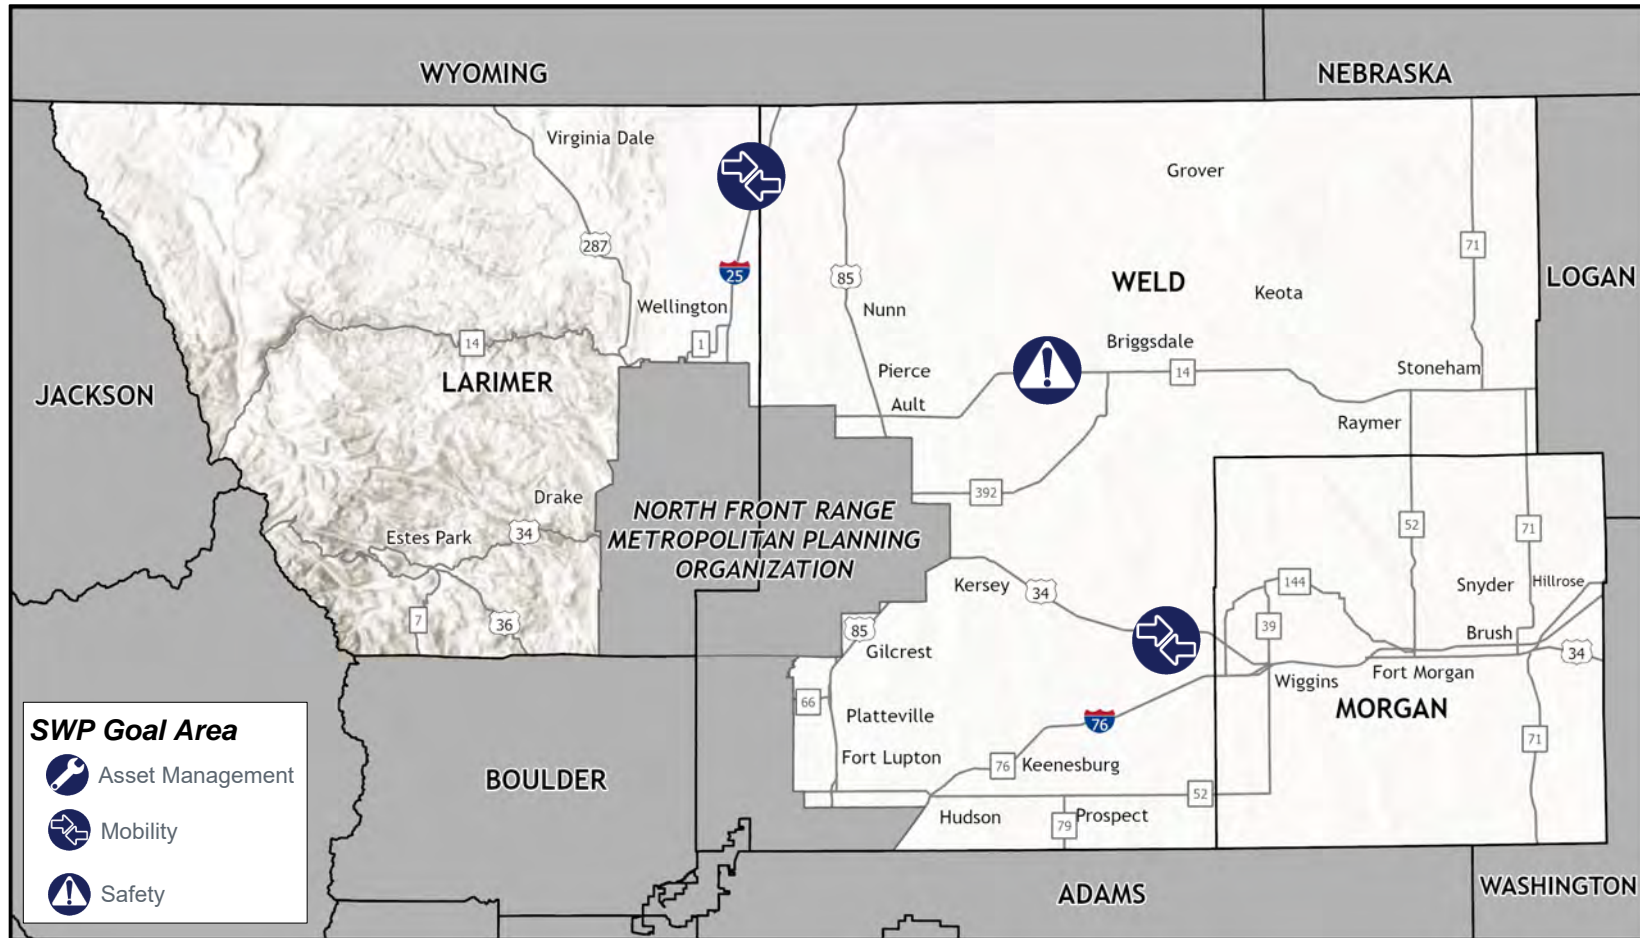 WYOMING
NEBRASKA
Virginia Dale
Grover
287
71
25
85
WELD
LOGAN
Keota
Wellington
Nunn
1
14
Briggsdale
Pierce
14
Stoneham
LARIMER
JACKSON
Ault
Raymer
Drake
392
NORTH FRONT RANGE
METROPOLITAN PLANNING
ORGANIZATION
52
71
Estes Park
34
Kersey
34
144
Snyder
Hillrose
7
36
85
39
Brush
Gilcrest
34
Wiggins
Fort Morgan
66
Platteville
76
MORGAN
SWP Goal Area
Asset Management
Mobility
Safety
71
Fort Lupton
76
Keenesburg
BOULDER
52
Hudson
79
Prospect
ADAMS
WASHINGTON